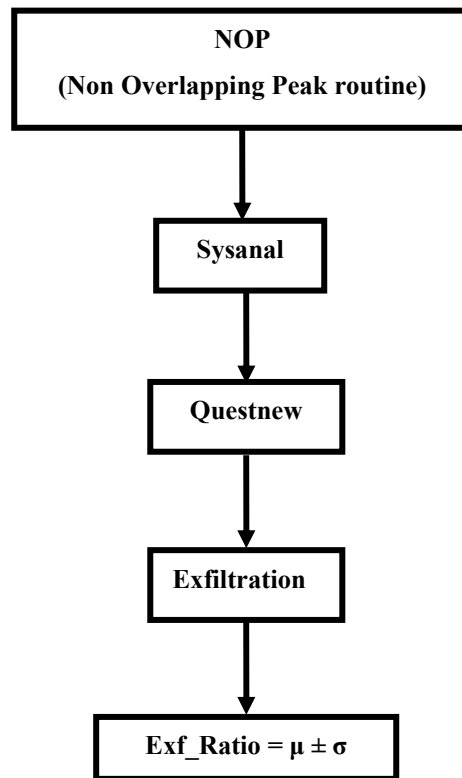 NOP
(Non Overlapping Peak routine)
Sysanal
Questnew
Exfiltration
Exf_Ratio = μ ± σ